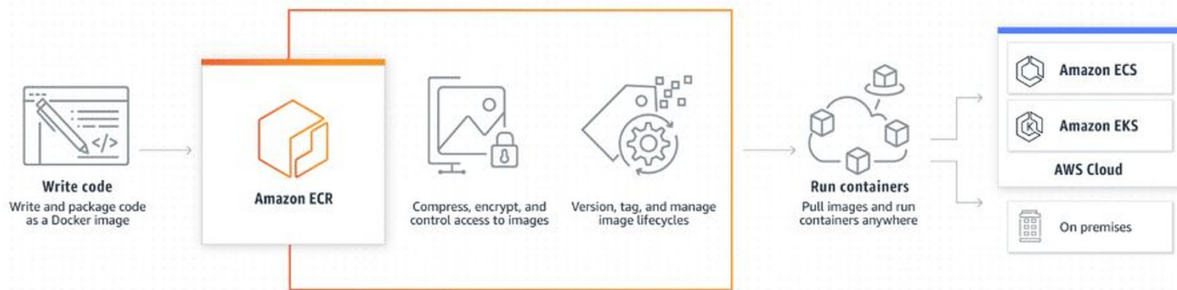 Write code
Write and package code
as a Docker image
</>
Amazon ECR
Compress, encrypt, and
control access to images
Version, tag, and manage
image lifecycles
Run containers
Pull images and run
containers anywhere
Amazon ECS
K
Amazon EKS
AWS Cloud
On premises